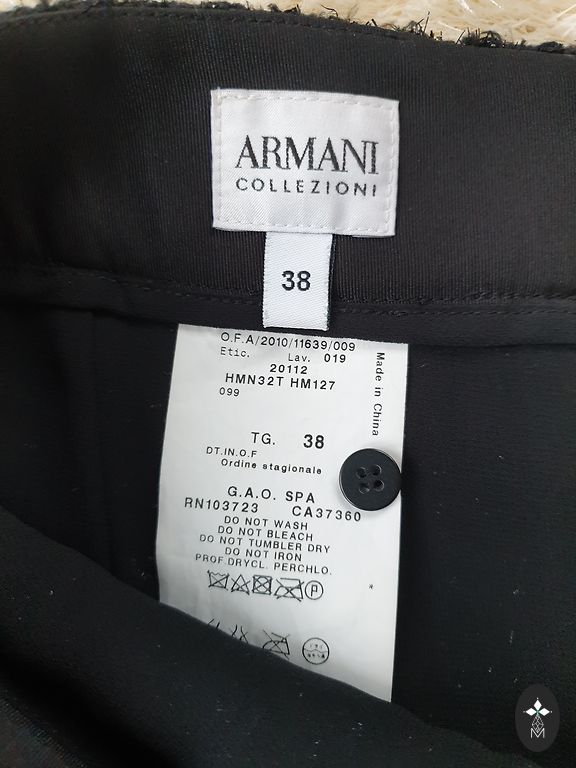 ARMANI
COLLEZIONI
38
O.F.A/2010/11639/009
Etic. Lav. 019
20112
HMN32T HM127
099
Made in China
TG. 38
DT.IN.O.F
Ordine stagionale
G.A.O. SPA
RN103723 CA37360
DO NOT WASH
DO NOT BLEACH
DO NOT TUMBLER DRY
DO NOT IRON
PROF.DRYCL. PERCHLO.
P
M